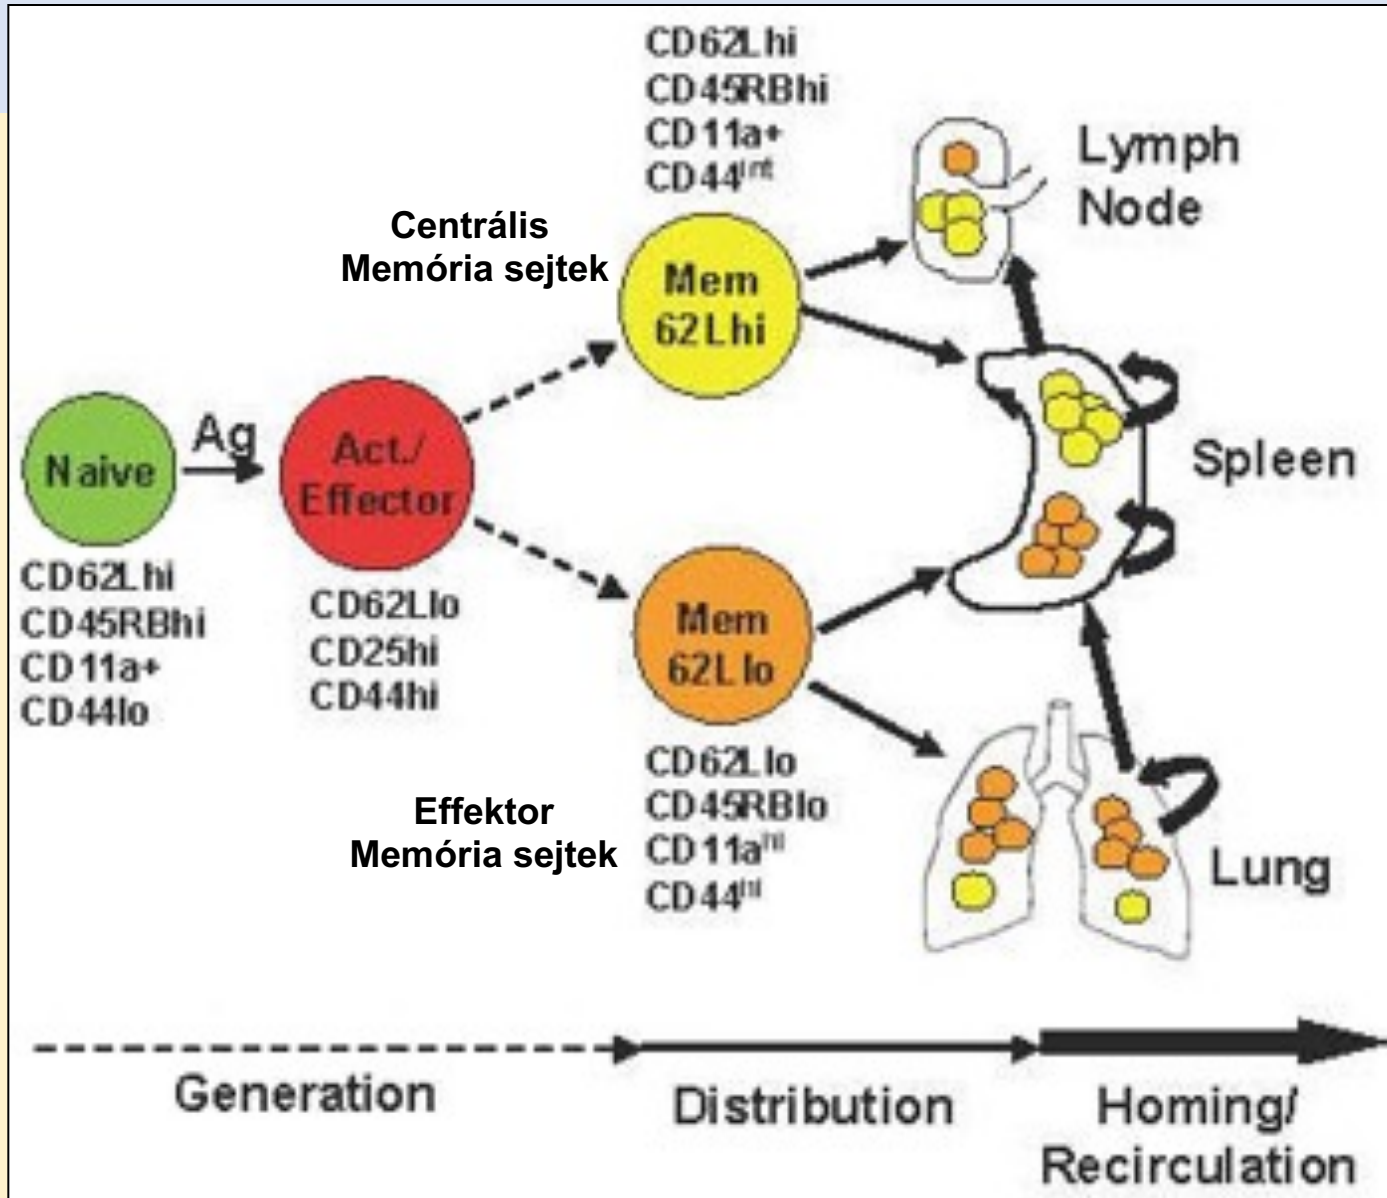 CD62Lhi
CD45RBhi
CD11a+
CD44int
Centrális
Memória sejtek
Mem
62Lhi
Lymph
Node
Naive
Ag
Act./
Effector
Spleen
CD62Lhi
CD45RBhi
CD11a+
CD44lo
CD62Llo
CD25hi
CD44hi
Mem
62Llo
Effektor
Memória sejtek
CD62Llo
CD45RBlo
CD11ahi
CD44hi
Lung
Generation
Distribution
Homing/
Recirculation